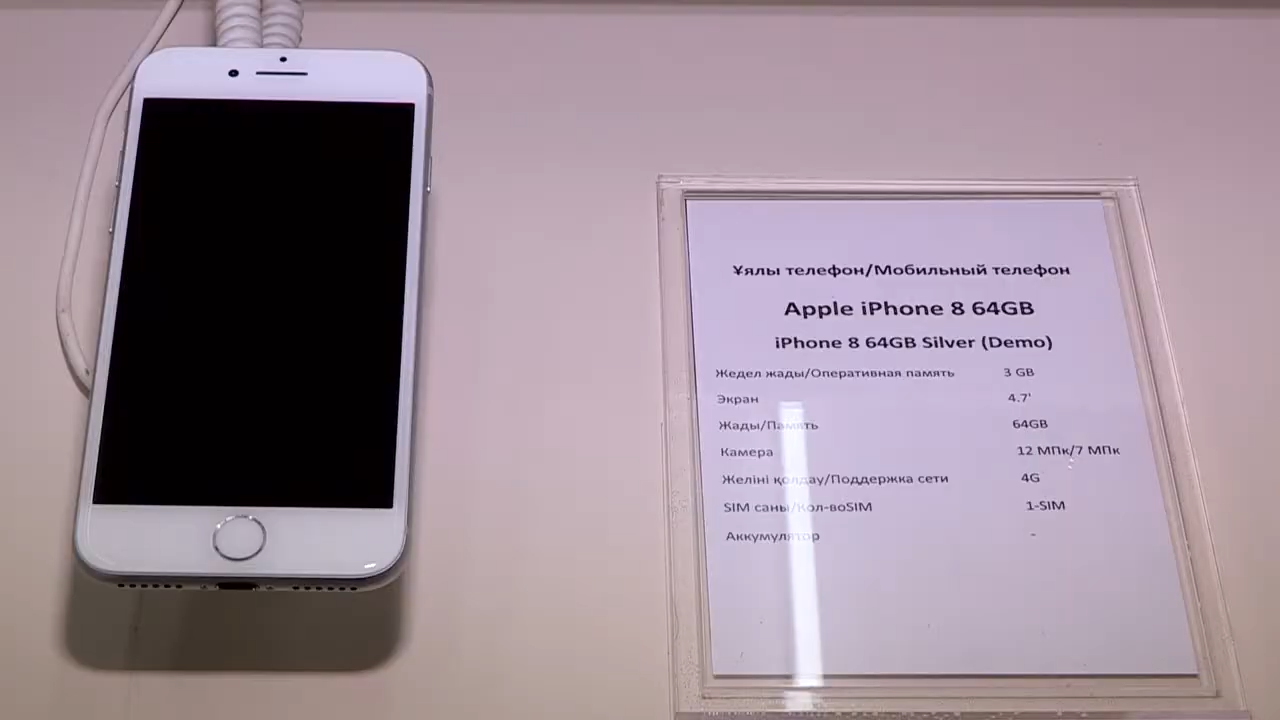 Ұялы телефон/Мобильный телефон
Apple iPhone 8 64GB
iPhone 8 64GB Silver (Demo)
Жедел жады/Оперативная память 3 GB
Экран 4.7'
Жады/Память 64GB
Камера 12 МПк/7 МПк
Желіні қолдау/Поддержка сети 4G
SIM саны/Кол-воSIM 1-SIM
Аккумулятор -